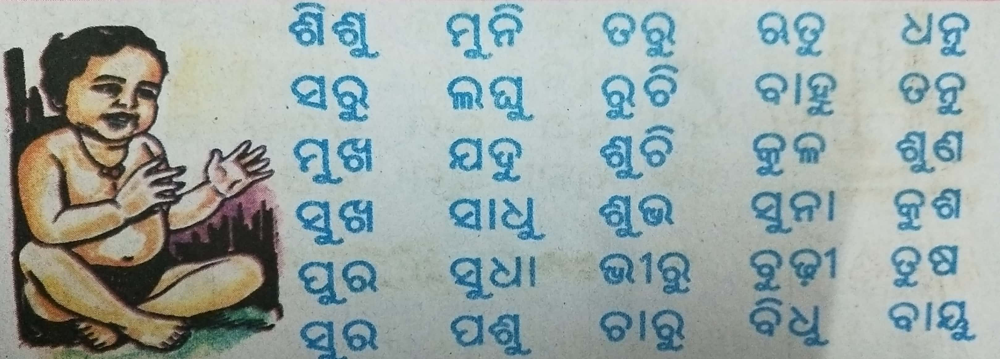 ଶିଶୁ ମୁନି ତରୁ ଋତୁ ଧନୁ
ସରୁ ଲଘୁ ରୁଚି ବାହୁ ତନୁ
ମୁଖ ଯଦୁ ଶୁଚି କୁଳ ଶୁଣ
ସୁଖ ସାଧୁ ଶୁଭ ସୁନା କୁଶ
ପୁର ସୁଧା ଭୀରୁ ବୁଢ଼ୀ ତୁଷ
ସୁର ପଶୁ ଚାରୁ ବିଧୁ ବାୟୁ